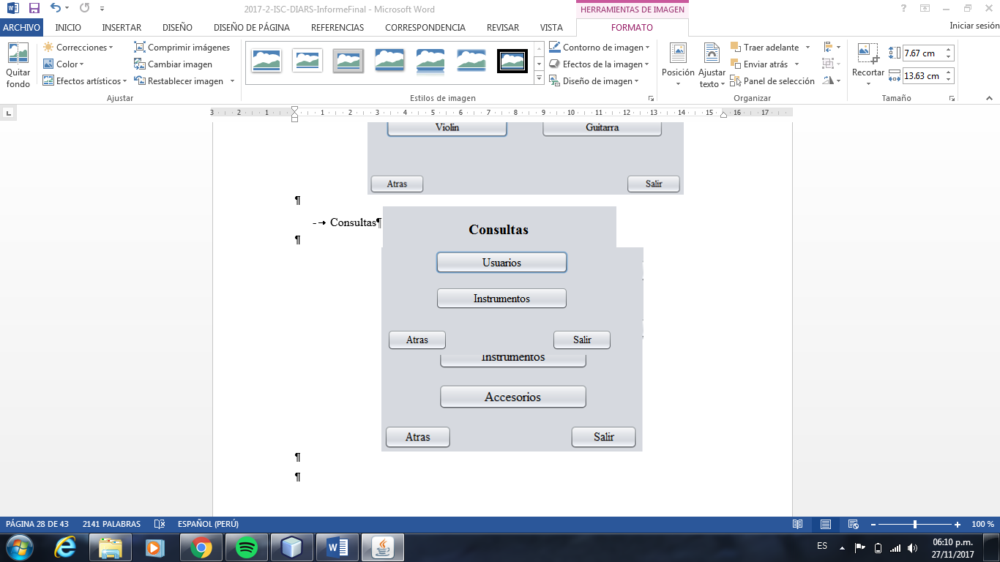 2017-2-ISC-DIARS-InformeFinal - Microsoft Word
HERRAMIENTAS DE IMAGEN
ARCHIVO INICIO INSERTAR DISEÑO DISEÑO DE PÁGINA REFERENCIAS CORRESPONDENCIA REVISAR VISTA FORMATO Iniciar sesión
Quitar fondo
Correcciones
Color
Efectos artísticos
Comprimir imágenes
Cambiar imagen
Restablecer imagen
Ajustar
Estilos de imagen
Contorno de imagen
Efectos de la imagen
Diseño de imagen
Posición
Ajustar texto
Traer adelante
Enviar atrás
Panel de selección
Organizar
Recortar
7.67 cm
13.63 cm
Tamaño
3 2 1 1 2 3 4 5 6 7 8 9 10 11 12 13 14 15 16 17
Violin Guitarra
Atras Salir
¶
-→ Consultas¶
¶
Consultas
Usuarios
Instrumentos
Atras Salir
Instrumentos
Accesorios
Atras Salir
¶
¶
PÁGINA 28 DE 43 2141 PALABRAS ESPAÑOL (PERÚ) 100 %
ES 06:10 p.m.
27/11/2017